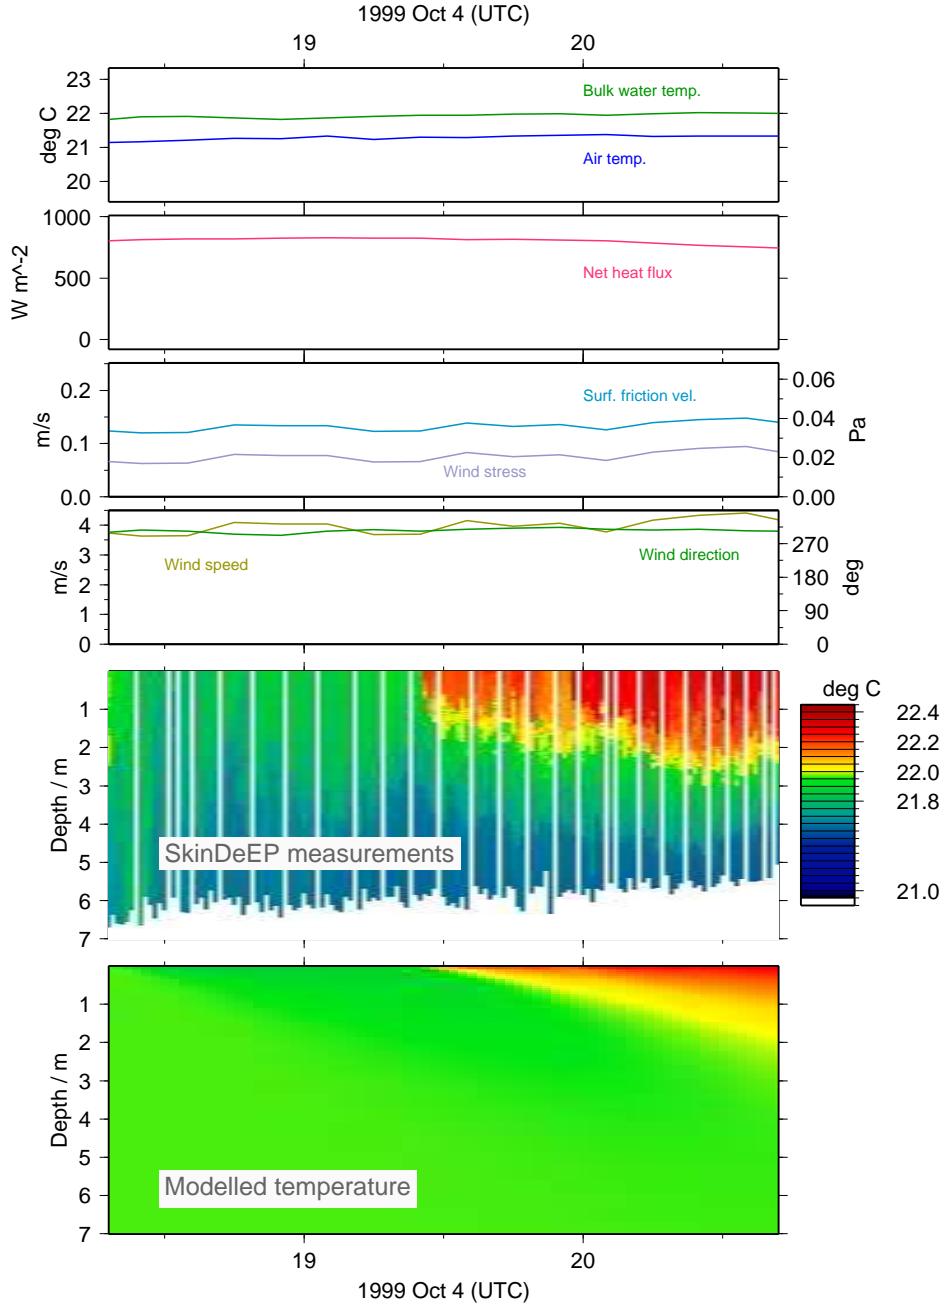 1999 Oct 4 (UTC)
19 20
23
22
21
20
deg C
Bulk water temp.
Air temp.
1000
500
0
W m^-2
Net heat flux
0.2
0.1
0.0
m/s
Surf. friction vel.
Wind stress
0.06
0.04
0.02
0.00
Pa
4
3
2
1
0
m/s
Wind speed
Wind direction
270
180
90
0
deg
1
2
3
4
5
6
7
Depth / m
SkinDeEP measurements
deg C
22.4
22.2
22.0
21.8
21.0
1
2
3
4
5
6
7
Depth / m
Modelled temperature
19 20
1999 Oct 4 (UTC)